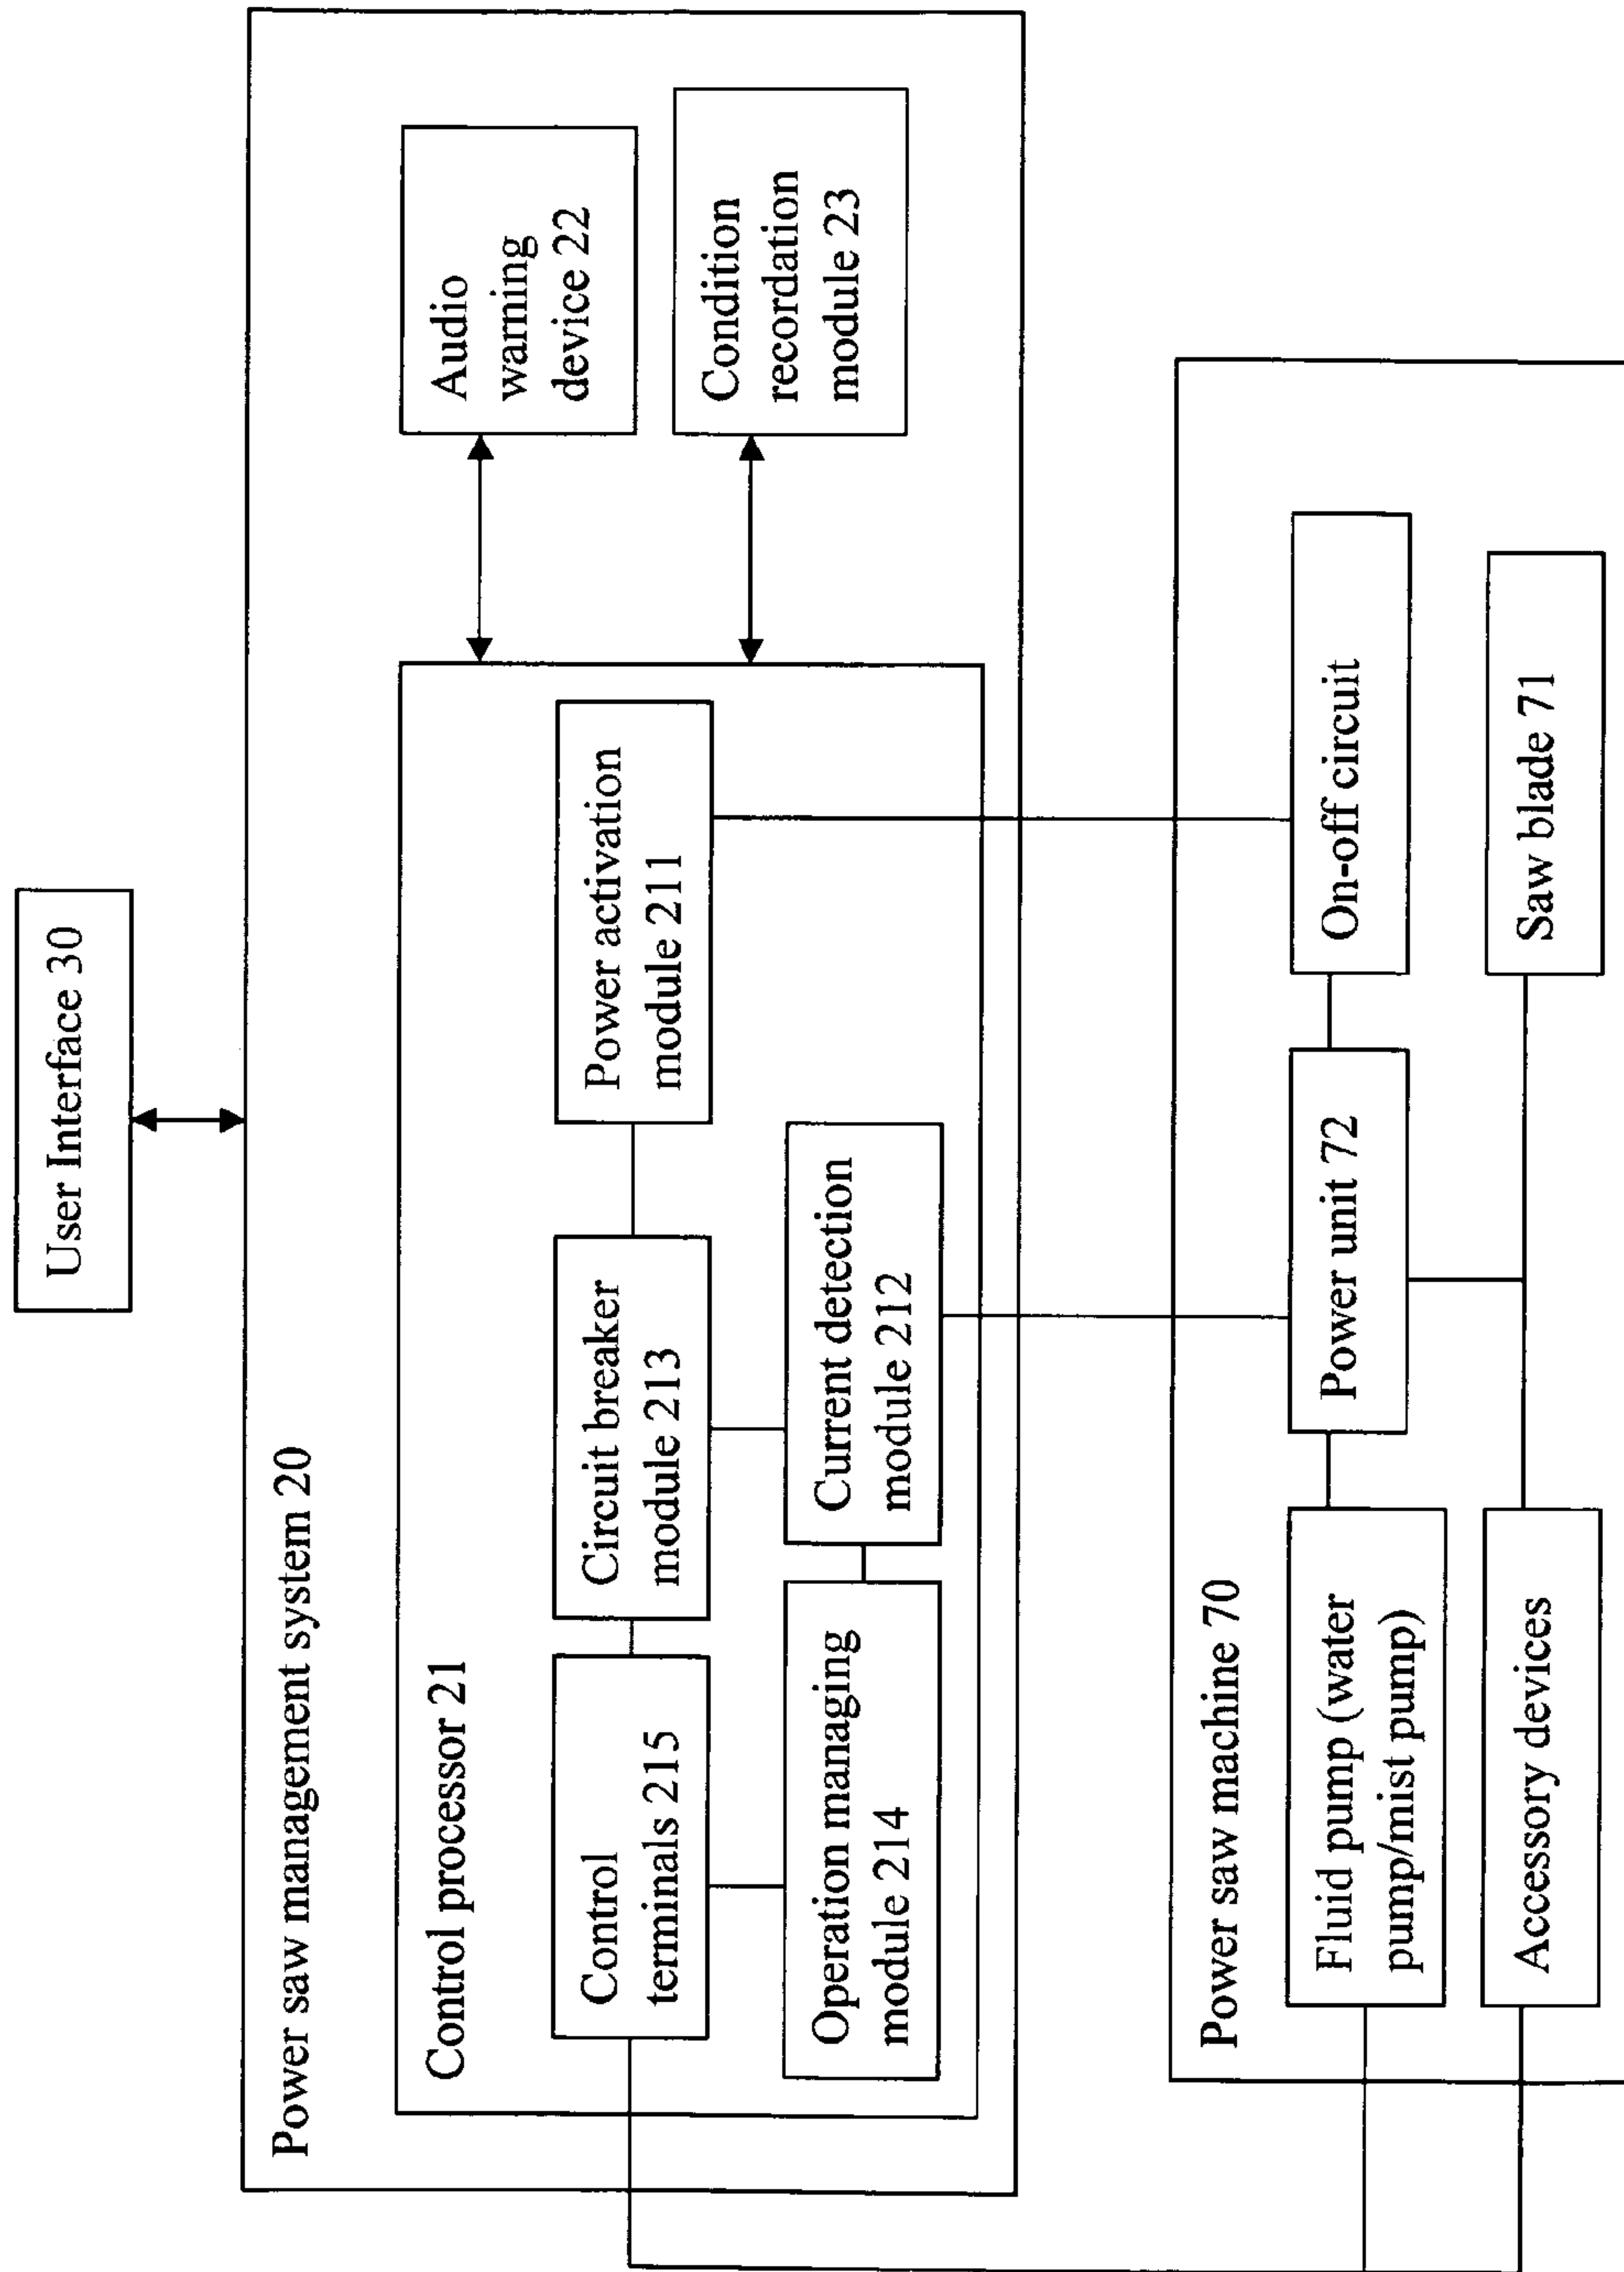 User Interface 30
Power saw management system 20
Control processor 21
Control
terminals 215
Circuit breaker
module 213
Power activation
module 211
Operation managing
module 214
Current detection
module 212
Audio
warning
device 22
Condition
recordation
module 23
Power saw machine 70
Fluid pump (water
pump/mist pump)
Power unit 72
On-off circuit
Accessory devices
Saw blade 71